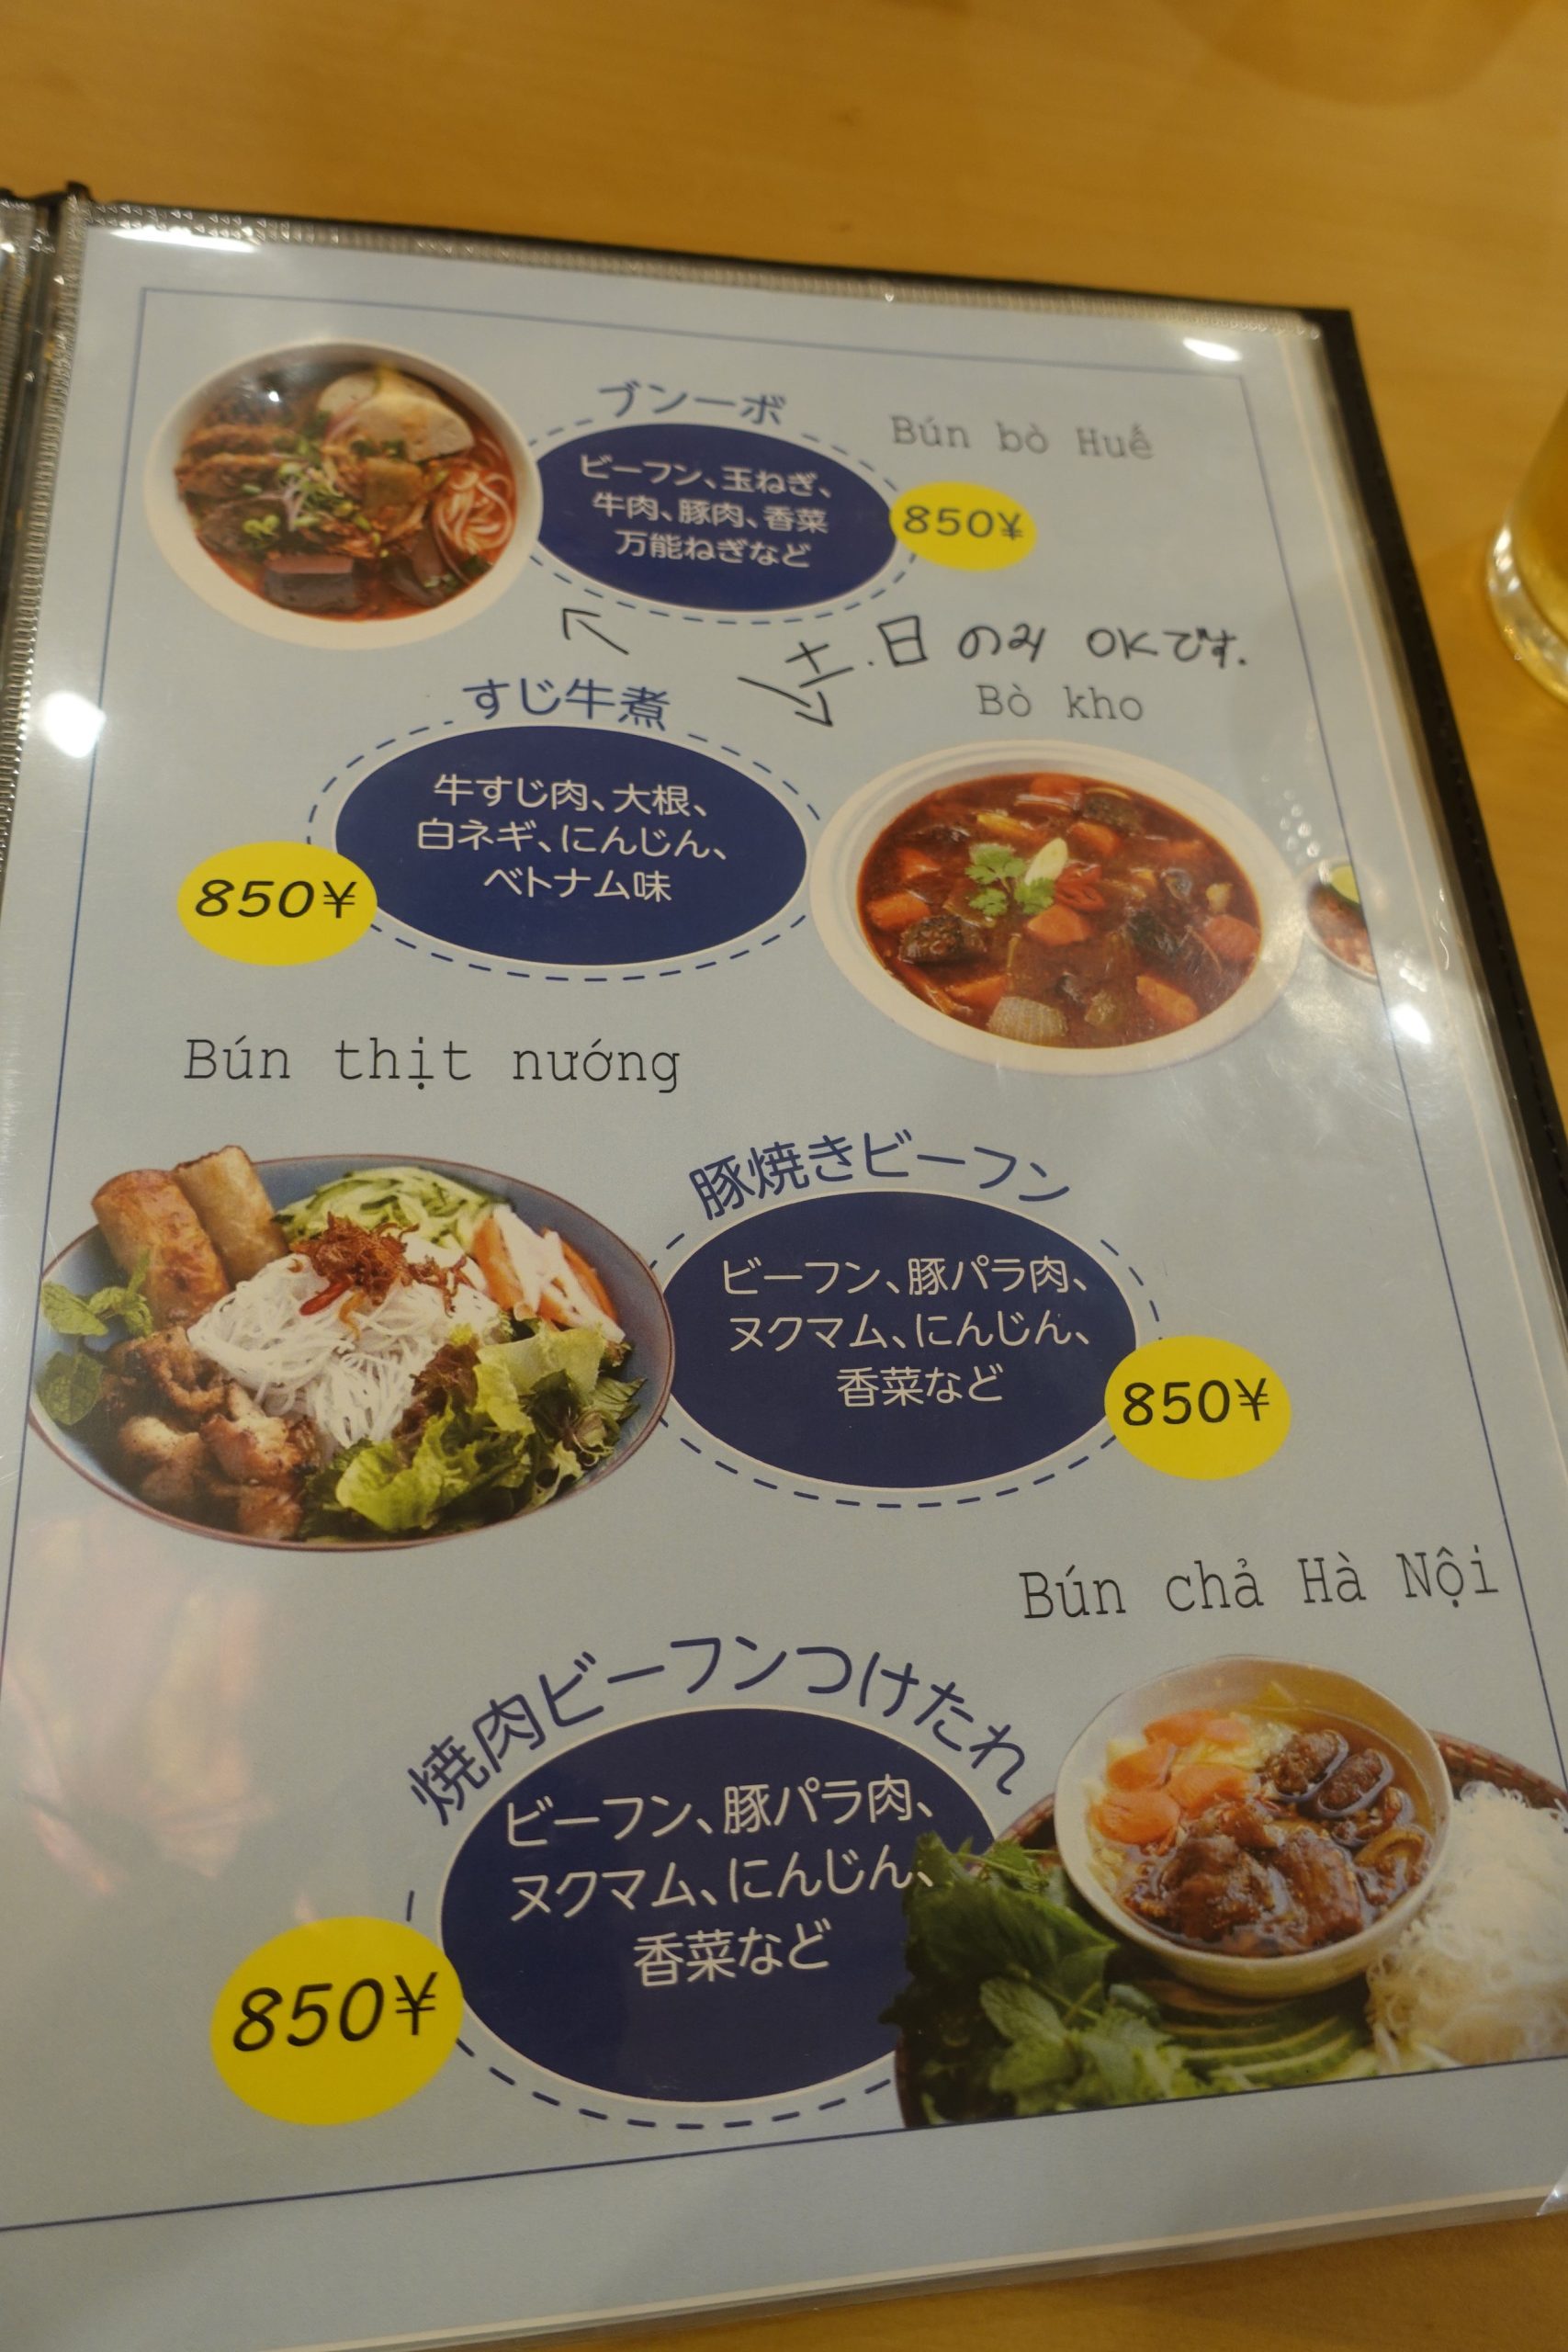 ブンーボ
Bún bò Huế
ビーフン、玉ねぎ、
牛肉、豚肉、香菜
万能ねぎなど
850¥
土.日 のみ OKです.
すじ牛煮
Bò kho
牛すじ肉、大根、
白ネギ、にんじん、
ベトナム味
850¥
Bún thịt nướng
豚焼きビーフン
ビーフン、豚パラ肉、
ヌクマム、にんじん、
香菜など
850¥
Bún chả Hà Nội
焼肉ビーフンつけたれ
ビーフン、豚パラ肉、
ヌクマム、にんじん、
香菜など
850¥